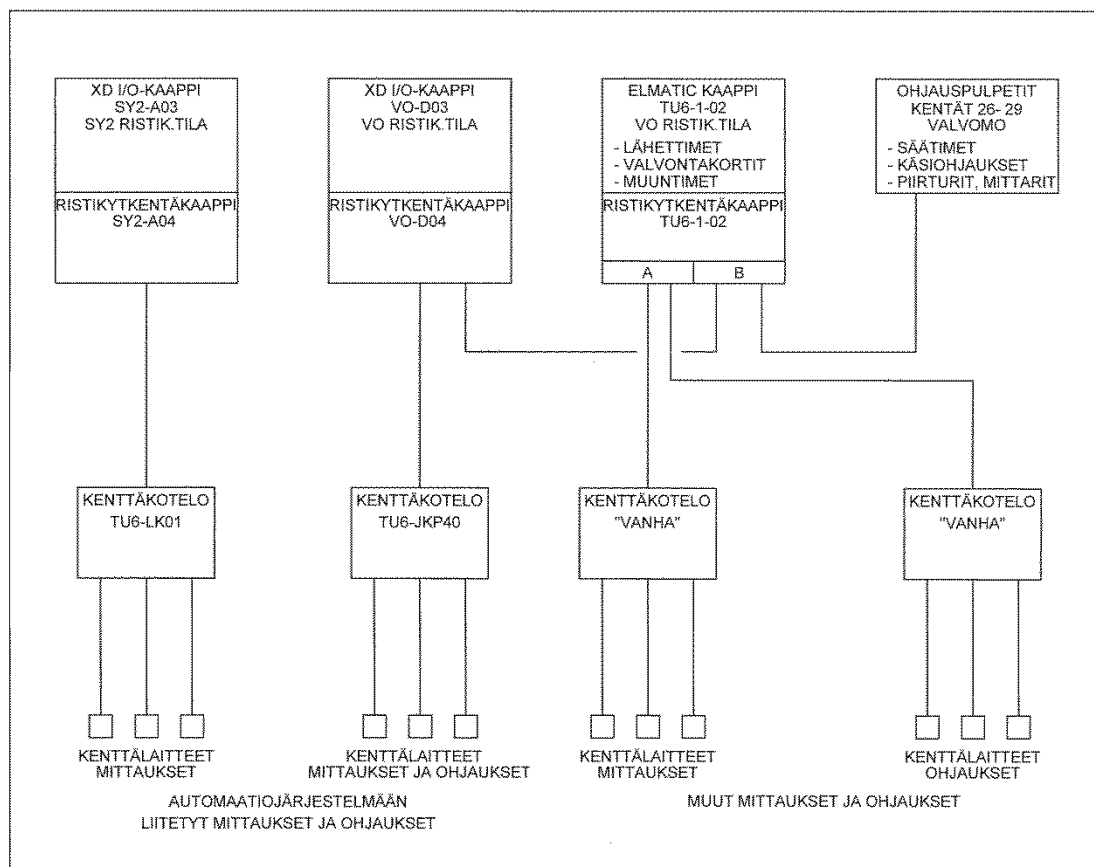 XD I/O-KAAPPI
SY2-A03
SY2 RISTIK.TILA
RISTIKYTKENTÄKAAPPI
SY2-A04
XD I/O-KAAPPI
VO-D03
VO RISTIK.TILA
RISTIKYTKENTÄKAAPPI
VO-D04
ELMATIC KAAPPI
TU6-1-02
VO RISTIK.TILA
- LÄHETTIMET
- VALVONTAKORTIT
- MUUNTIMET
RISTIKYTKENTÄKAAPPI
TU6-1-02
A
B
OHJAUSPULPETIT
KENTÄT 26- 29
VALVOMO
- SÄÄTIMET
- KÄSIOHJAUKSET
- PIIRTURIT, MITTARIT
KENTTÄKOTELO
TU6-LK01
KENTTÄKOTELO
TU6-JKP40
KENTTÄKOTELO
"VANHA"
KENTTÄKOTELO
"VANHA"
KENTTÄLAITTEET
MITTAUKSET
KENTTÄLAITTEET
MITTAUKSET JA OHJAUKSET
KENTTÄLAITTEET
MITTAUKSET
KENTTÄLAITTEET
OHJAUKSET
AUTOMAATIOJÄRJESTELMÄÄN
LIITETYT MITTAUKSET JA OHJAUKSET
MUUT MITTAUKSET JA OHJAUKSET